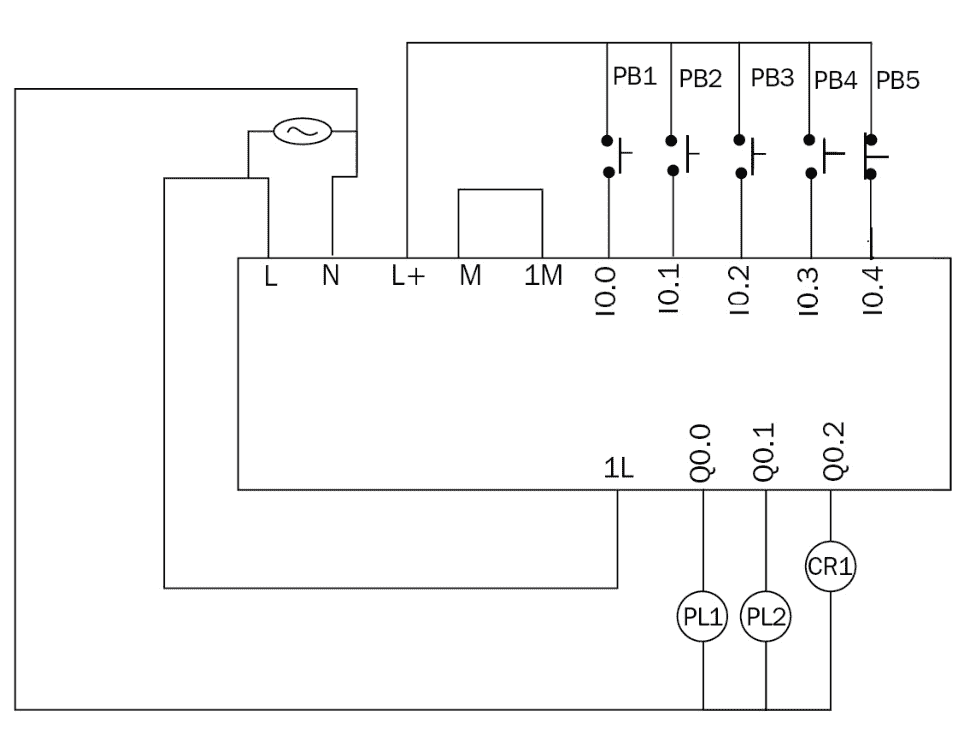 PB1 PB2 PB3 PB4 PB5
L N L+ M 1M I0.0 I0.1 I0.2 I0.3 I0.4
1L Q0.0 Q0.1 Q0.2
CR1
PL1 PL2